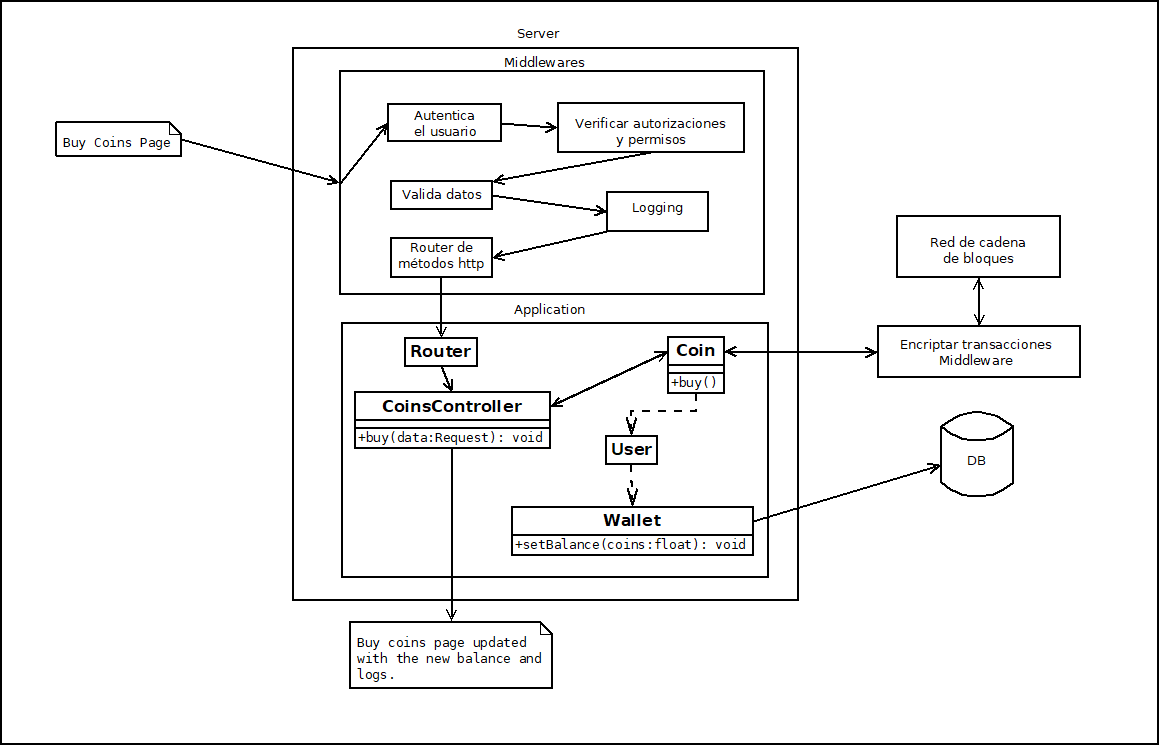 Server
Middlewares
Buy Coins Page
Autentica
el usuario
Verificar autorizaciones
y permisos
Valida datos
Logging
Router de
métodos http
Red de cadena
de bloques
Application
Router
Coin
+buy()
Encriptar transacciones
Middleware
CoinsController
+buy(data:Request): void
User
DB
Wallet
+setBalance(coins:float): void
Buy coins page updated
with the new balance and
logs.